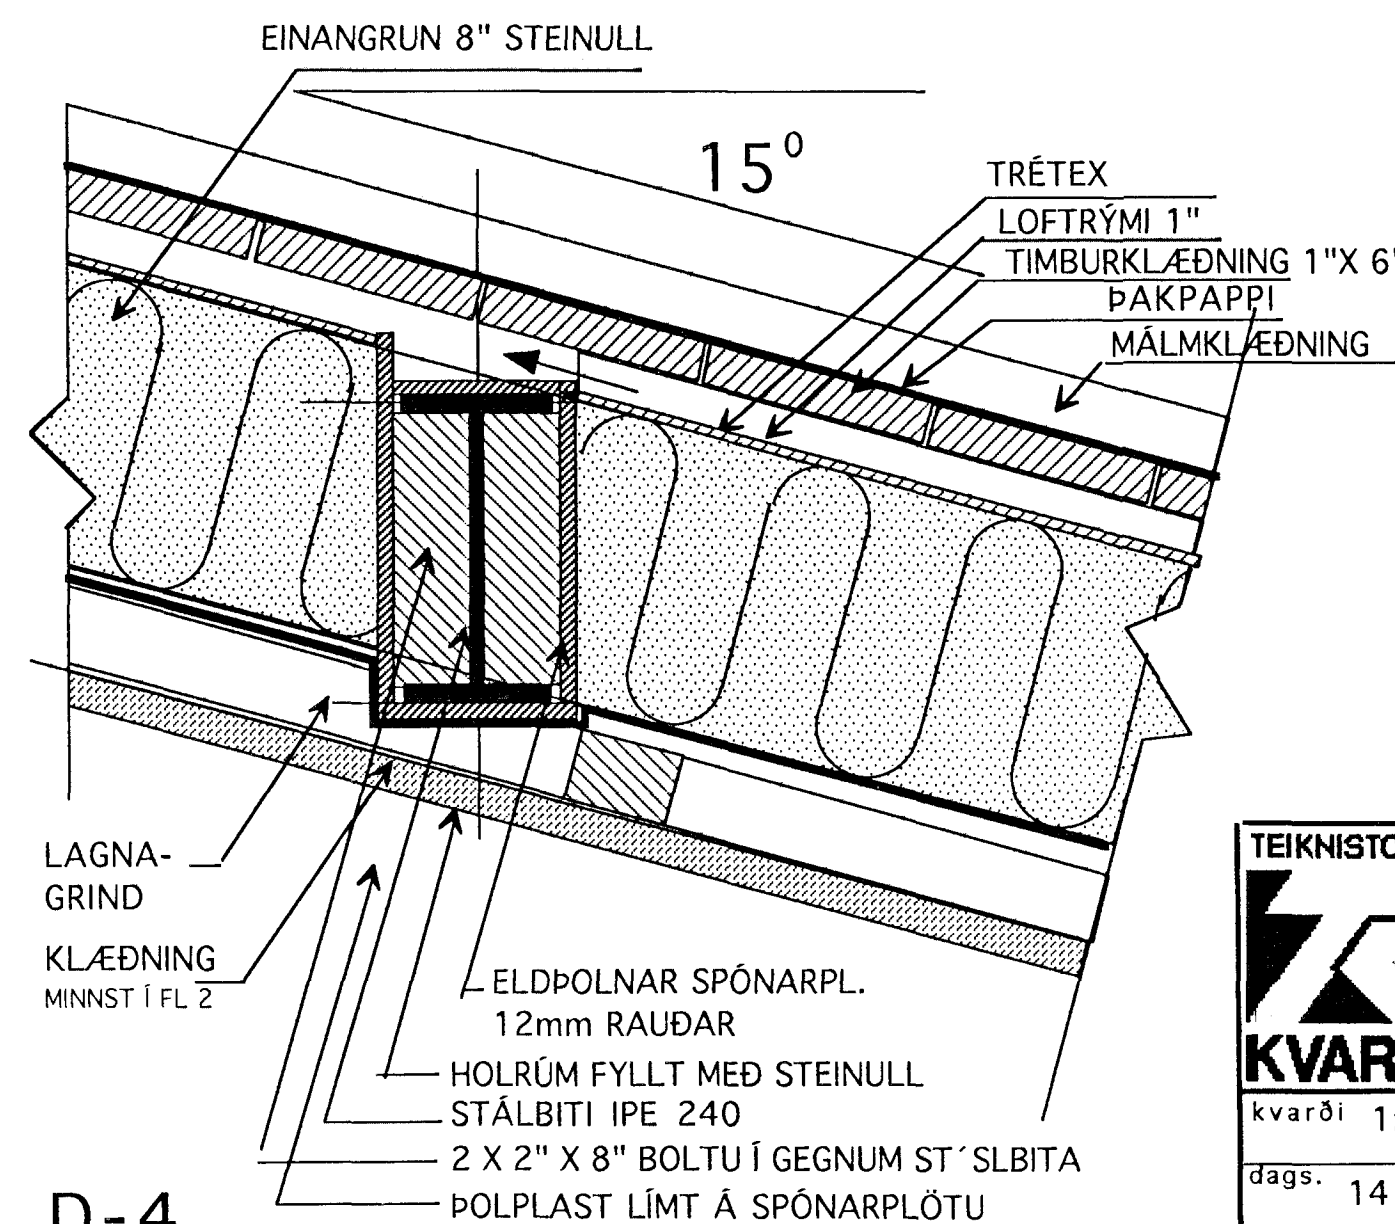 EINANGRUN 8" STEINULL
15°
TRÉTEX
LOFTRÝMI 1"
TIMBURKLÆÐNING 1"X 6"
ÞAKPAPPI
MÁLMKLÆÐNING
LAGNA-
GRIND
KLÆÐNING
MINNST Í FL 2
ELDÞOLNAR SPÓNARPL.
12mm RAUÐAR
HOLRÚM FYLLT MEÐ STEINULL
STÁLBITI IPE 240
2 X 2" X 8" BOLTU Í GEGNUM ST´SLBITA
ÞOLPLAST LÍMT Á SPÓNARPLÖTU
D-4
TEIKNISTO
KVAR
kvarði 1
dags. 14